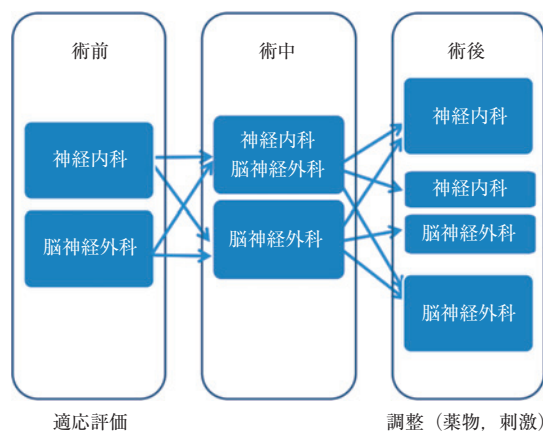 術前
神経内科
脳神経外科
適応評価
術中
神経内科
脳神経外科
脳神経外科
術後
神経内科
神経内科
脳神経外科
脳神経外科
調整（薬物，刺激）